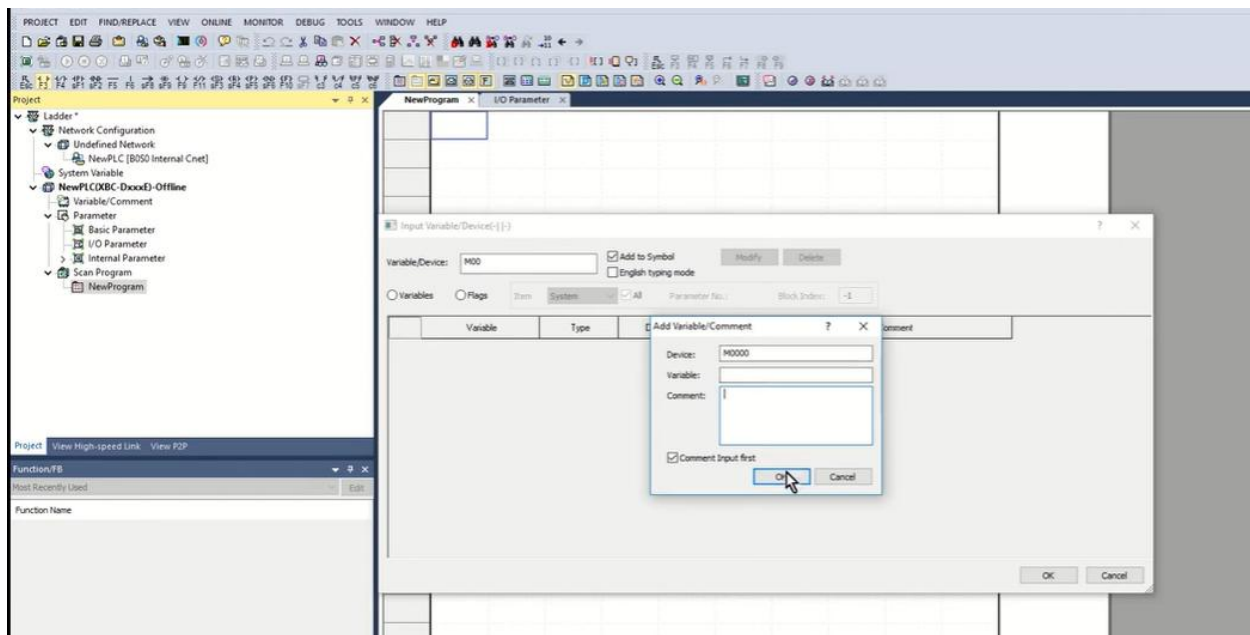 PROJECT EDIT FIND/REPLACE VIEW ONLINE MONITOR DEBUG TOOLS WINDOW HELP
Project
NewProgram × I/O Parameter ×
Ladder *
Network Configuration
Undefined Network
NewPLC [B0S0 Internal Cnet]
System Variable
NewPLC(XBC-DxxxE)-Offline
Variable/Comment
Parameter
Basic Parameter
I/O Parameter
Internal Parameter
Scan Program
NewProgram
Input Variable/Device(-| |-)
Variable/Device: M00 Add to Symbol Modify Delete
English typing mode
Variables Flags Item System All Parameter No.: Block Index: -1
Variable Type D
Add Variable/Comment
Device: M0000
Variable:
Comment:
Comment Input first
OK Cancel
OK Cancel
Project View High-speed Link View P2P
Function/FB
Most Recently Used Edit
Function Name